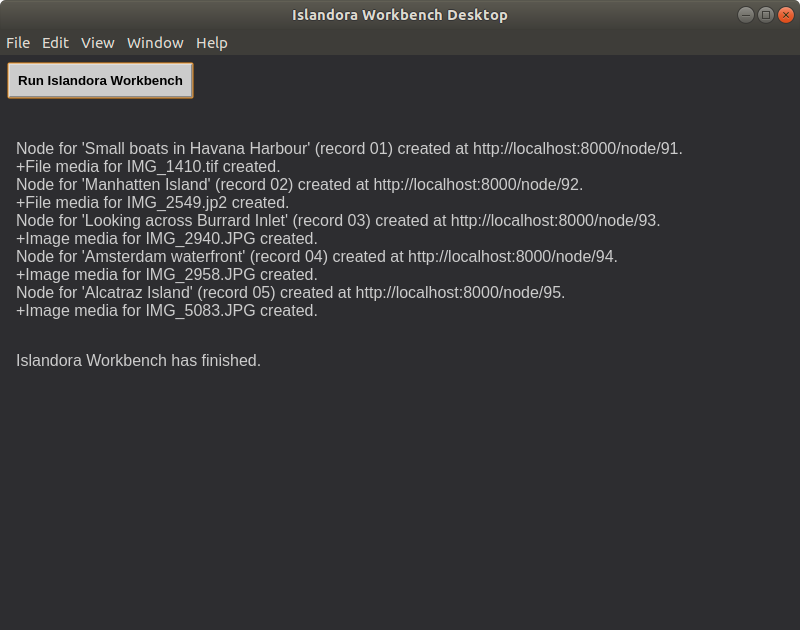 Islandora Workbench Desktop
File Edit View Window Help
Run Islandora Workbench
Node for 'Small boats in Havana Harbour' (record 01) created at http://localhost:8000/node/91.
+File media for IMG_1410.tif created.
Node for 'Manhatten Island' (record 02) created at http://localhost:8000/node/92.
+File media for IMG_2549.jp2 created.
Node for 'Looking across Burrard Inlet' (record 03) created at http://localhost:8000/node/93.
+Image media for IMG_2940.JPG created.
Node for 'Amsterdam waterfront' (record 04) created at http://localhost:8000/node/94.
+Image media for IMG_2958.JPG created.
Node for 'Alcatraz Island' (record 05) created at http://localhost:8000/node/95.
+Image media for IMG_5083.JPG created.
Islandora Workbench has finished.